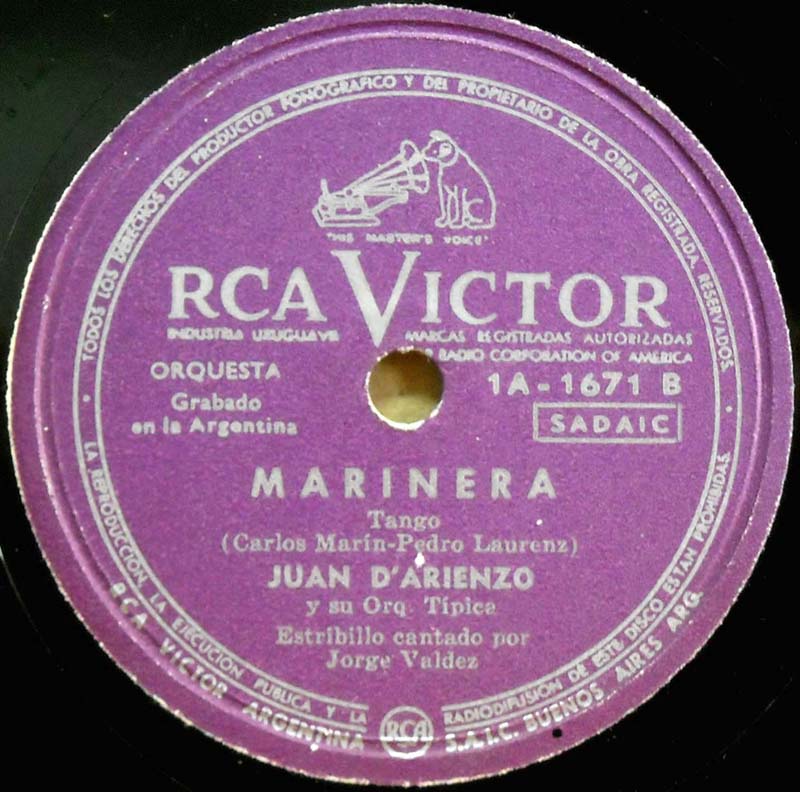 TODOS LOS DERECHOS DEL PRODUCTOR FONOGRAFICO Y DEL PROPIETARIO DE LA OBRA REGISTRADA, RESERVADOS.
"HIS MASTER'S VOICE"
RCA VICTOR
INDUSTRIA URUGUAYA
MARCAS REGISTRADAS AUTORIZADAS
RADIO CORPORATION OF AMERICA
ORQUESTA
Grabado
en la Argentina
1A-1671 B
SADAIC
MARINERA
Tango
(Carlos Marín-Pedro Laurenz)
JUAN D'ARIENZO
y su Orq. Típica
Estribillo cantado por
Jorge Valdez
LA REPRODUCCIÓN, LA EJECUCIÓN PUBLICA Y LA RADIODIFUSION DE ESTE DISCO ESTAN PROHIBIDAS.
RCA VICTOR ARGENTINA RCA S.A.I.C. BUENOS AIRES ARG.